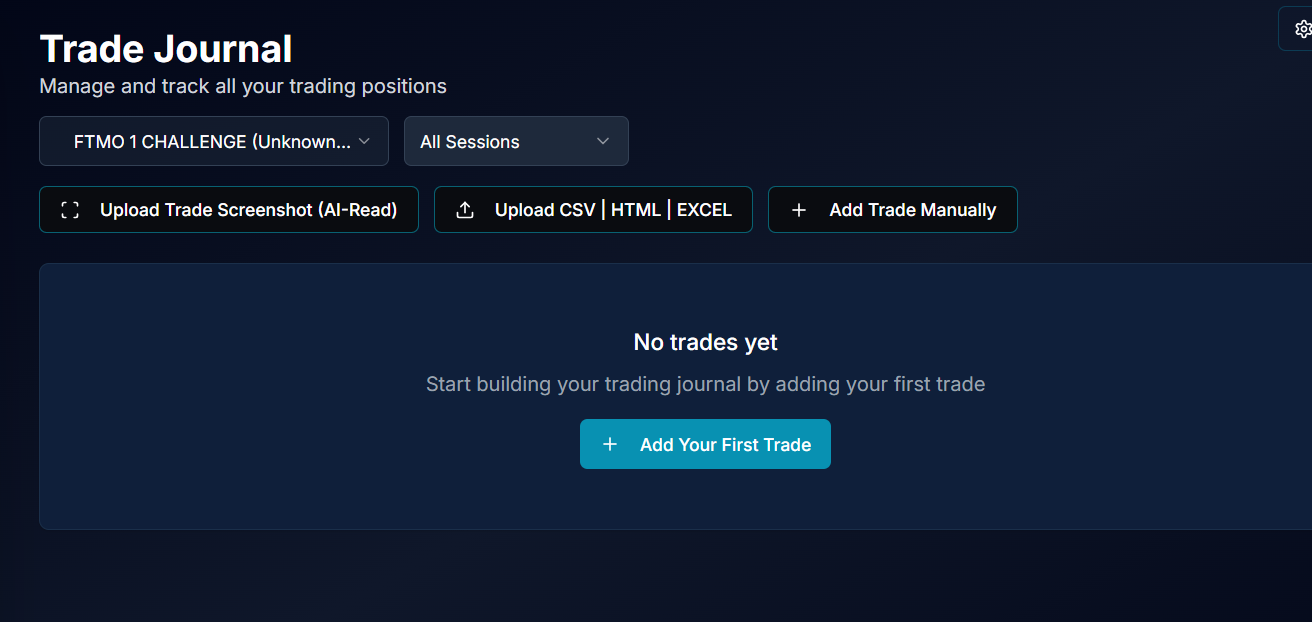 Trade Journal
Manage and track all your trading positions
FTMO 1 CHALLENGE (Unknown...
All Sessions
Upload Trade Screenshot (AI-Read)
Upload CSV | HTML | EXCEL
Add Trade Manually
No trades yet
Start building your trading journal by adding your first trade
Add Your First Trade